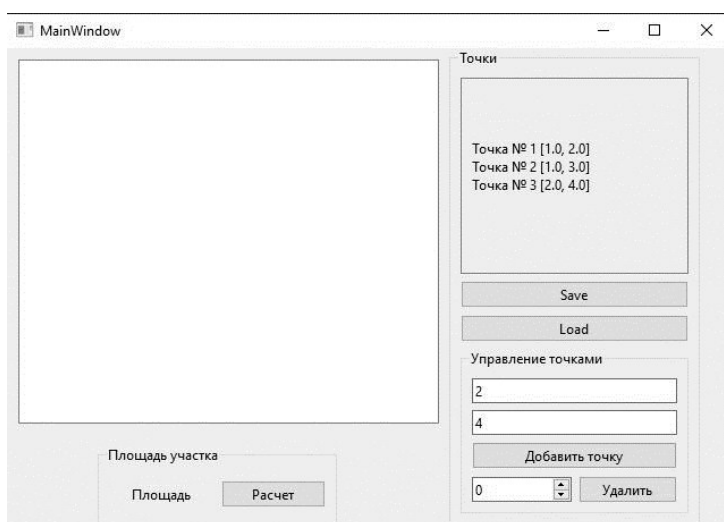 MainWindow
Точки
Точка № 1 [1.0, 2.0]
Точка № 2 [1.0, 3.0]
Точка № 3 [2.0, 4.0]
Save
Load
Управление точками
2
4
Добавить точку
0
Удалить
Площадь участка
Площадь
Расчет